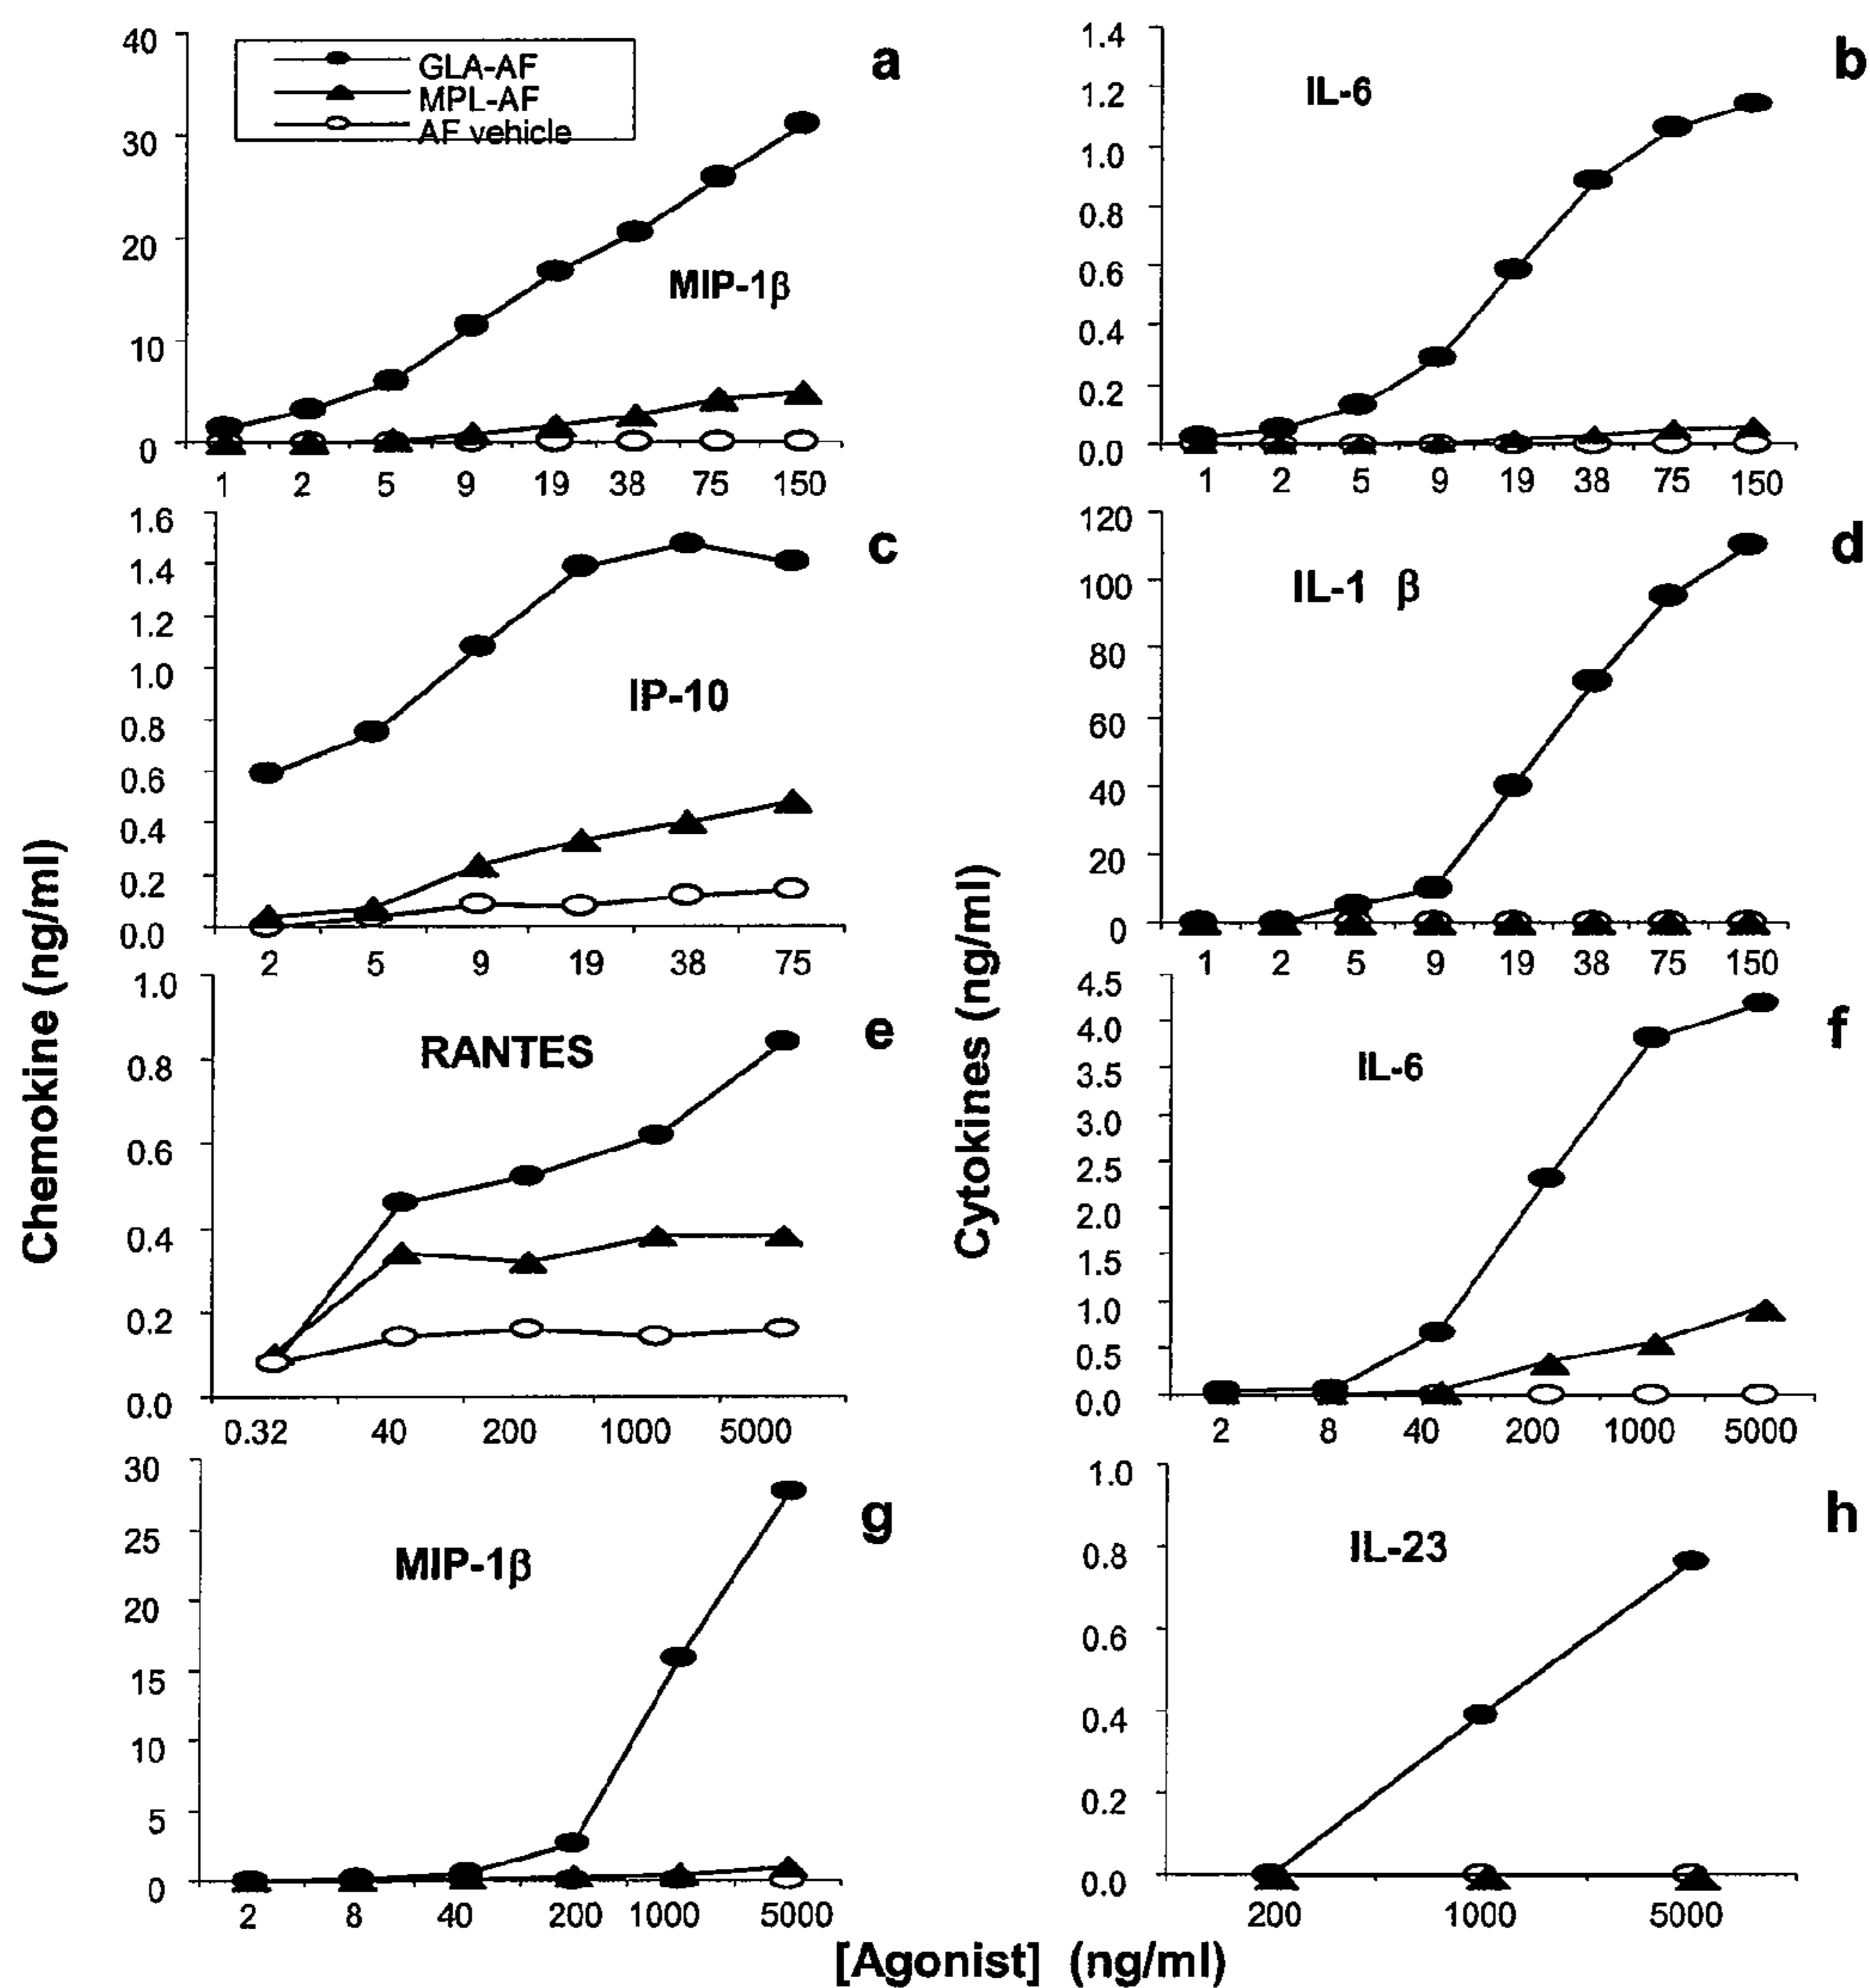 40
30
20
10
0
GLA-AF
MPL-AF
AF vehicle
a
MIP-1β
1 2 5 9 19 38 75 150
1.4
1.2
1.0
0.8
0.6
0.4
0.2
0.0
IL-6
b
1 2 5 9 19 38 75 150
1.6
1.4
1.2
1.0
0.8
0.6
0.4
0.2
0.0
c
IP-10
2 5 9 19 38 75
120
100
80
60
40
20
0
IL-1 β
d
1 2 5 9 19 38 75 150
1.0
0.8
0.6
0.4
0.2
0.0
RANTES
e
0.32 40 200 1000 5000
4.5
4.0
3.5
3.0
2.5
2.0
1.5
1.0
0.5
0.0
IL-6
f
2 8 40 200 1000 5000
30
25
20
15
10
5
0
MIP-1β
g
2 8 40 200 1000 5000
1.0
0.8
0.6
0.4
0.2
0.0
IL-23
h
200 1000 5000
Chemokine (ng/ml)
Cytokines (ng/ml)
[Agonist] (ng/ml)